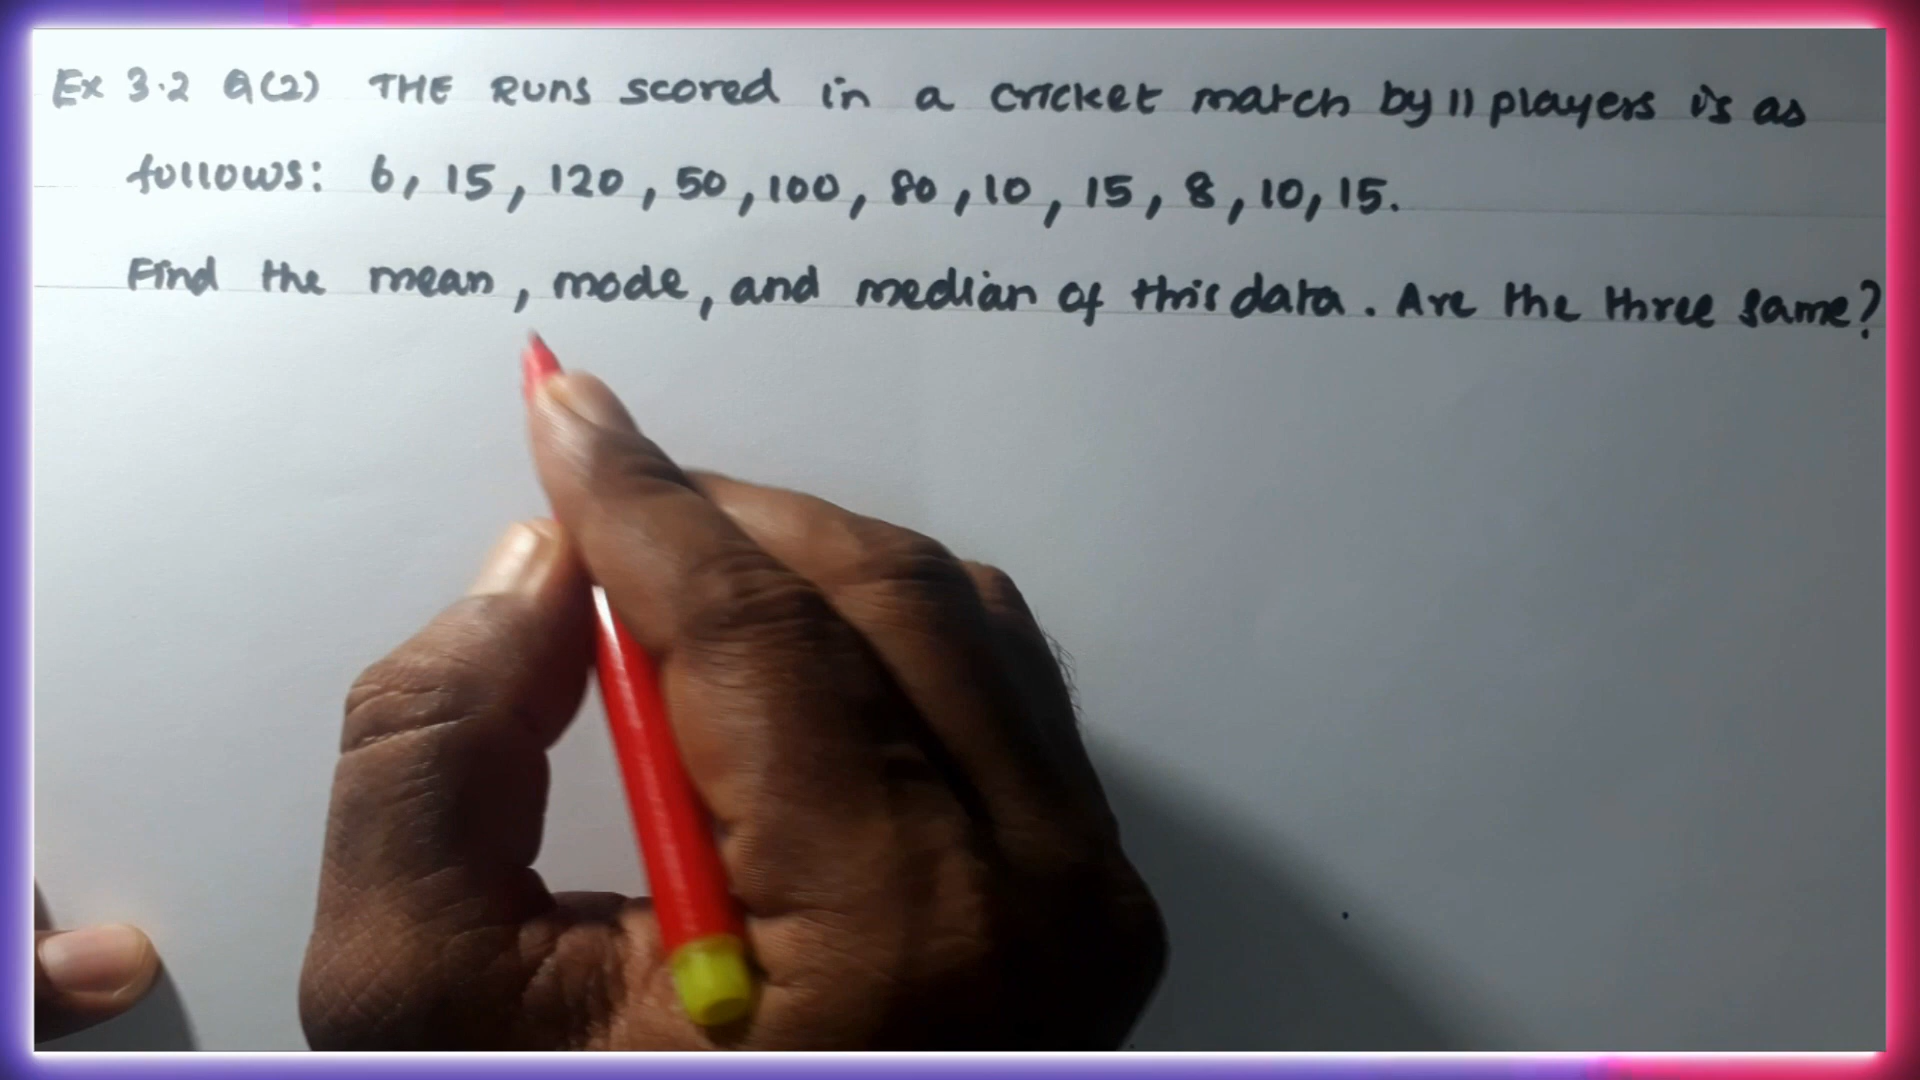 Ex 3.2 Q(2) THE RUNS scored in a cricket match by 11 players is as
follows: 6, 15, 120, 50, 100, 80, 10, 15, 8, 10, 15.
Find the mean, mode, and median of this data. Are the three same?